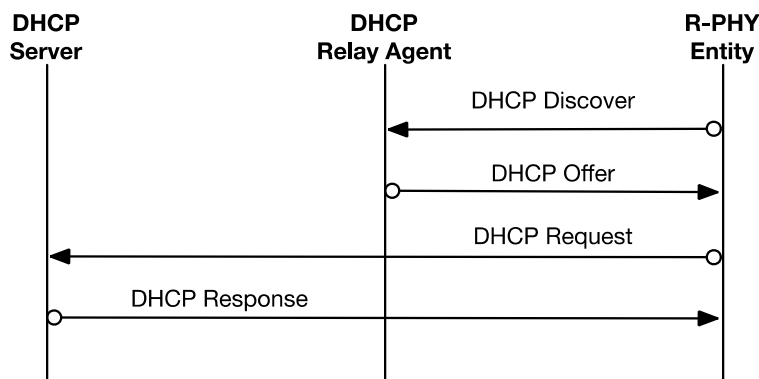 DHCP
Server
DHCP
Relay Agent
R-PHY
Entity
DHCP Discover
DHCP Offer
DHCP Request
DHCP Response